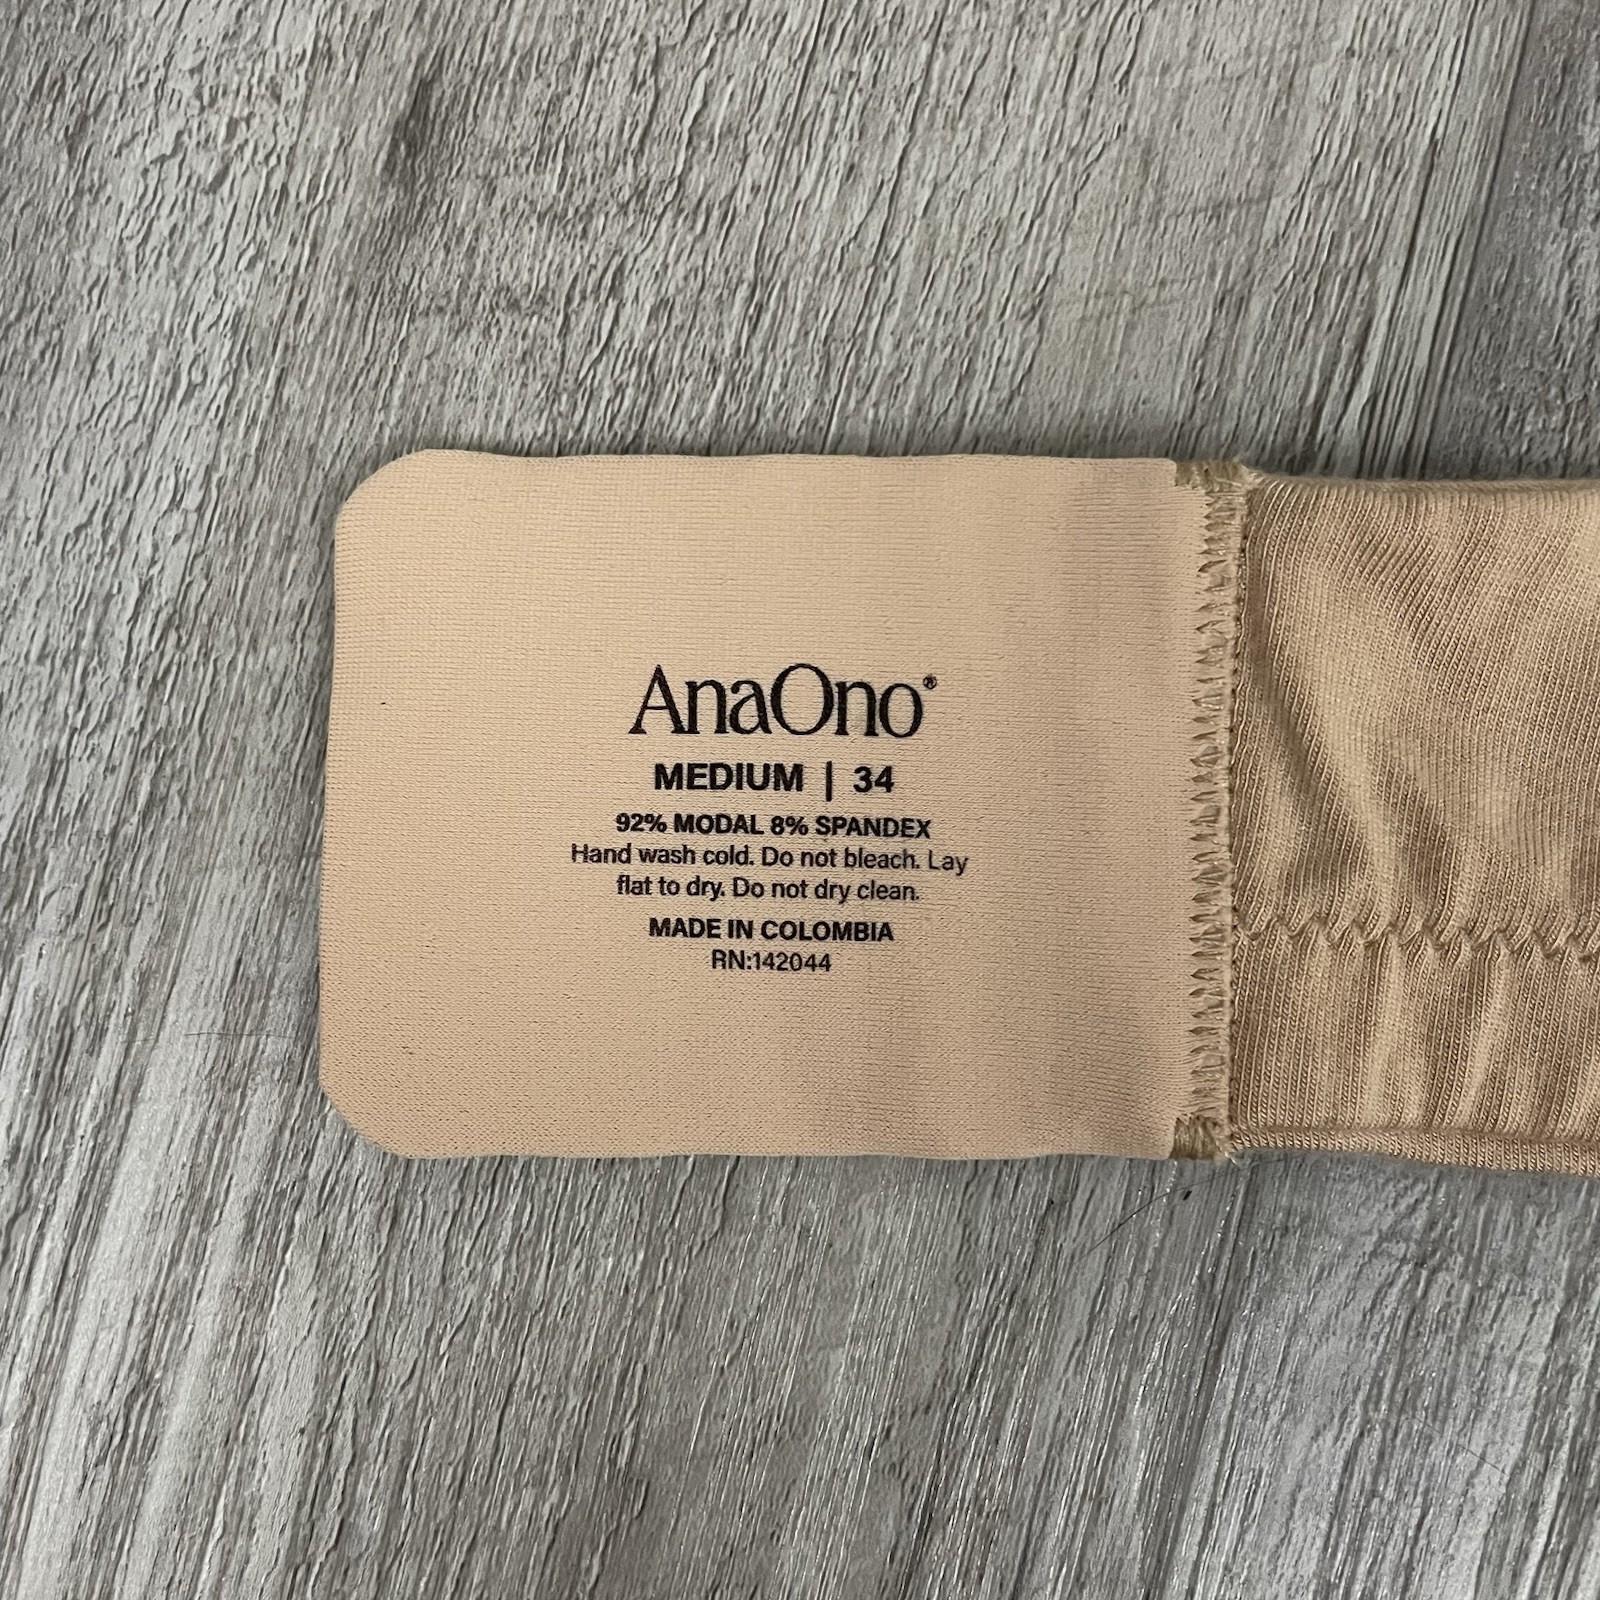 AnaOno®
MEDIUM | 34
92% MODAL 8% SPANDEX
Hand wash cold. Do not bleach. Lay
flat to dry. Do not dry clean.
MADE IN COLOMBIA
RN:142044